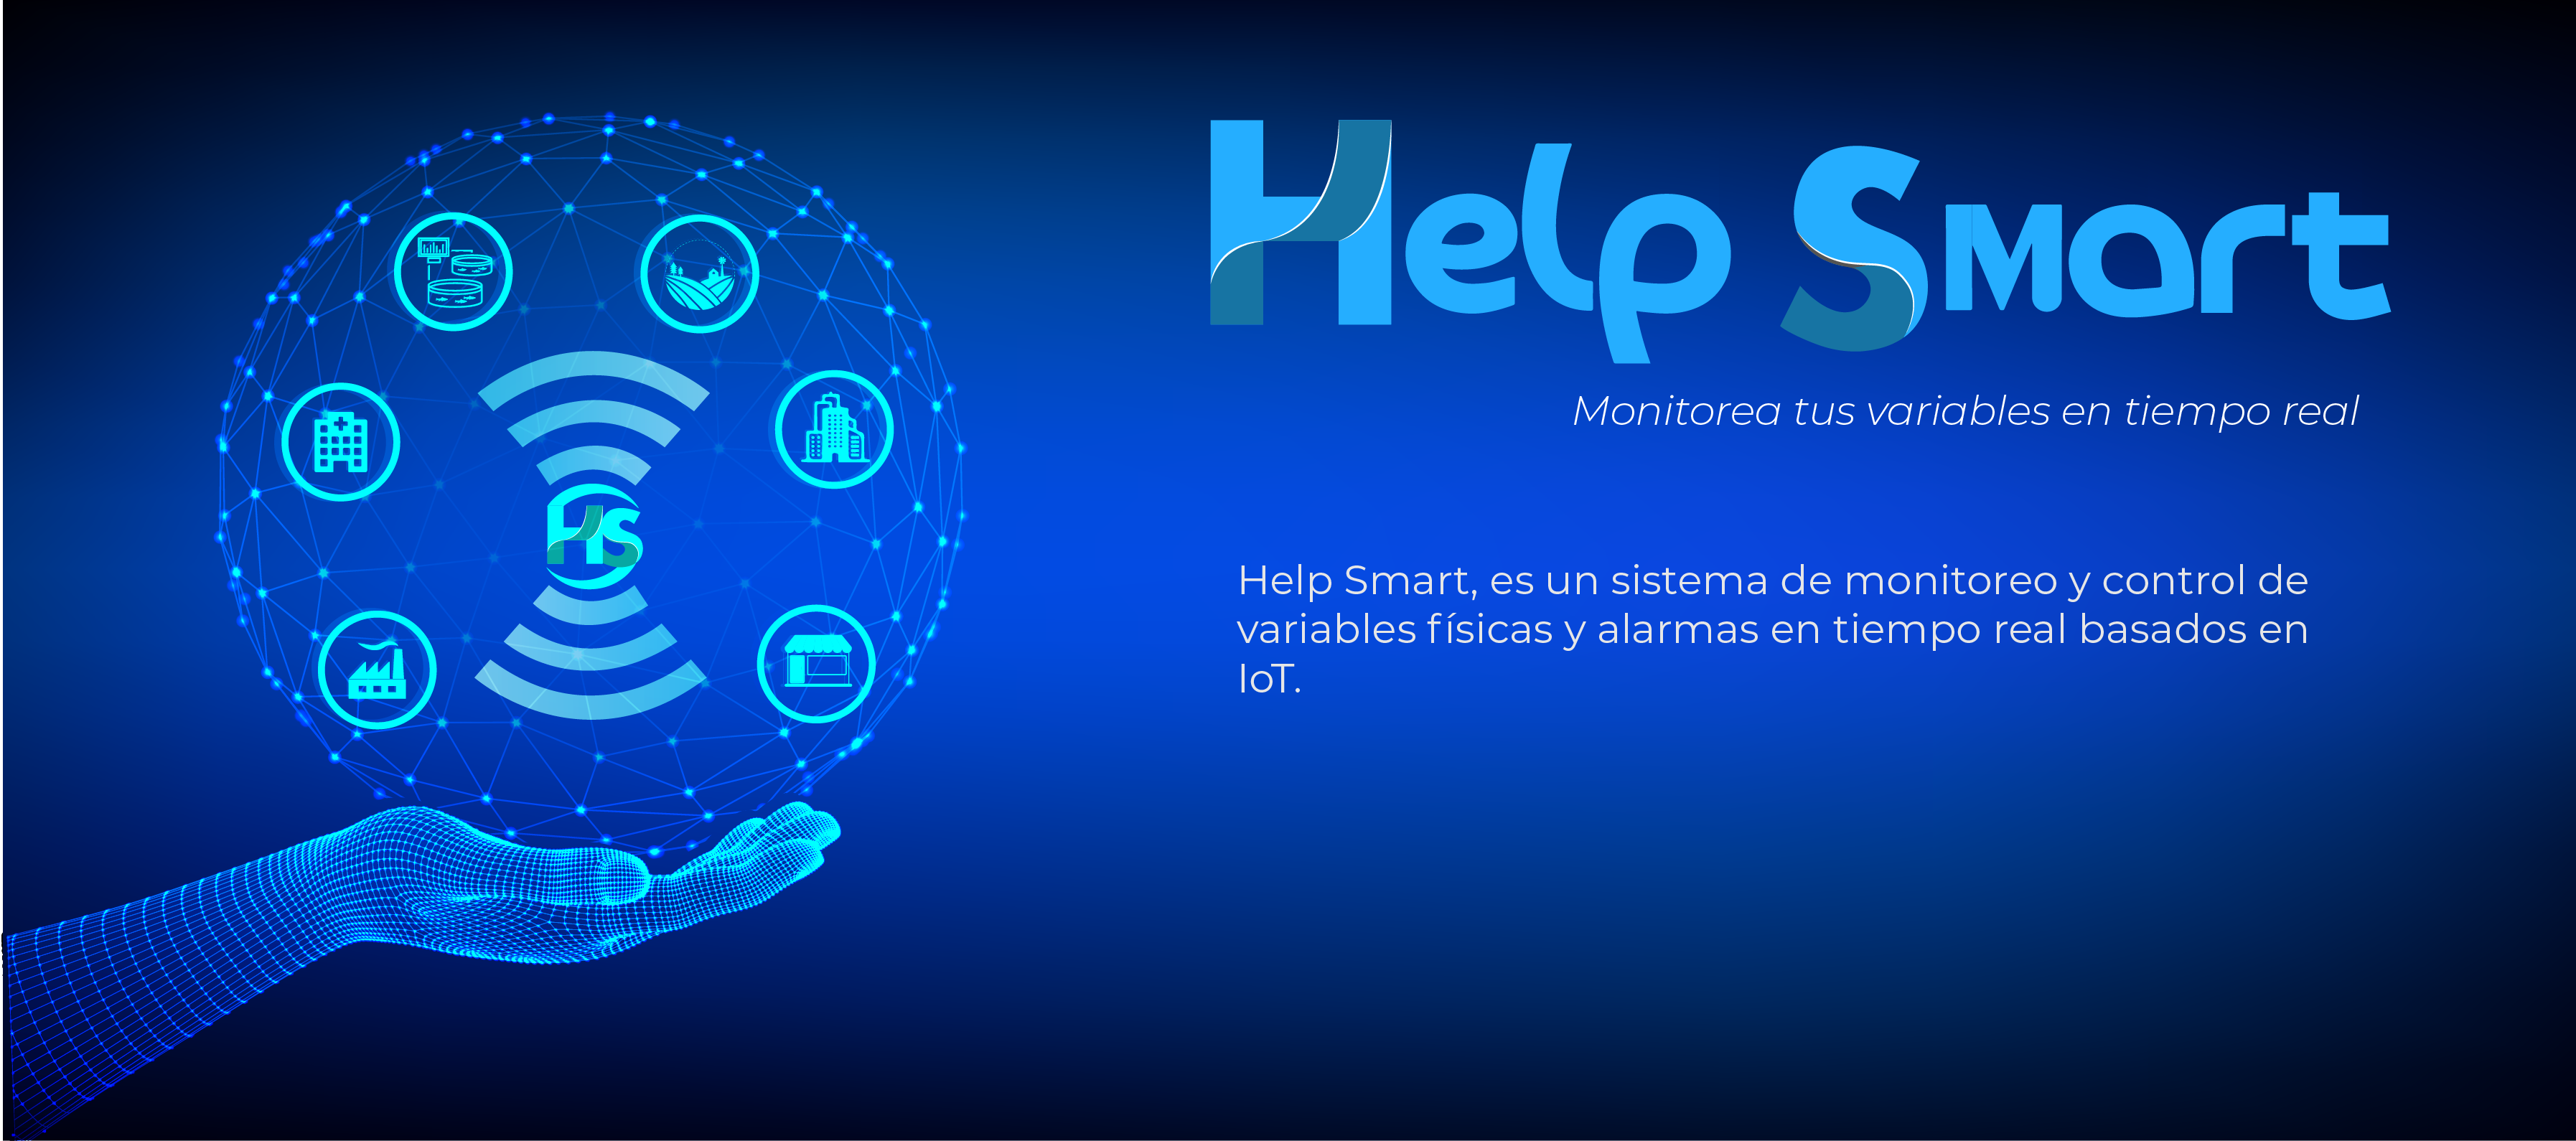 Help Smart
Monitorea tus variables en tiempo real
HS
Help Smart, es un sistema de monitoreo y control de
variables físicas y alarmas en tiempo real basados en
IoT.